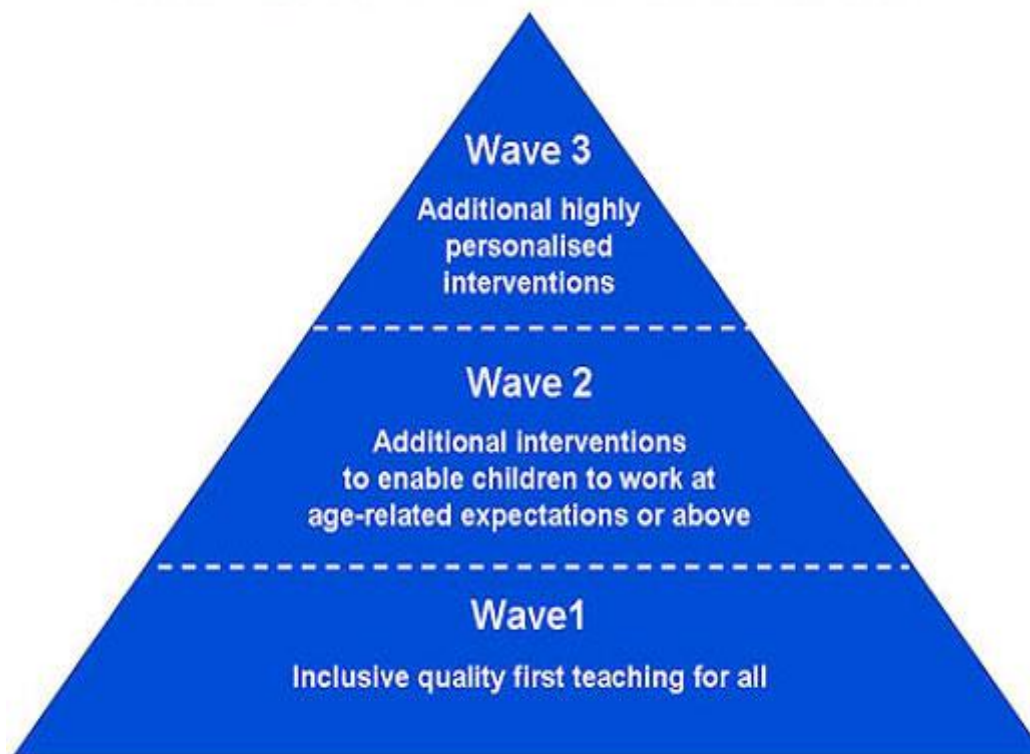 Wave 3
Additional highly
personalised
interventions
Wave 2
Additional interventions
to enable children to work at
age-related expectations or above
Wave1
Inclusive quality first teaching for all